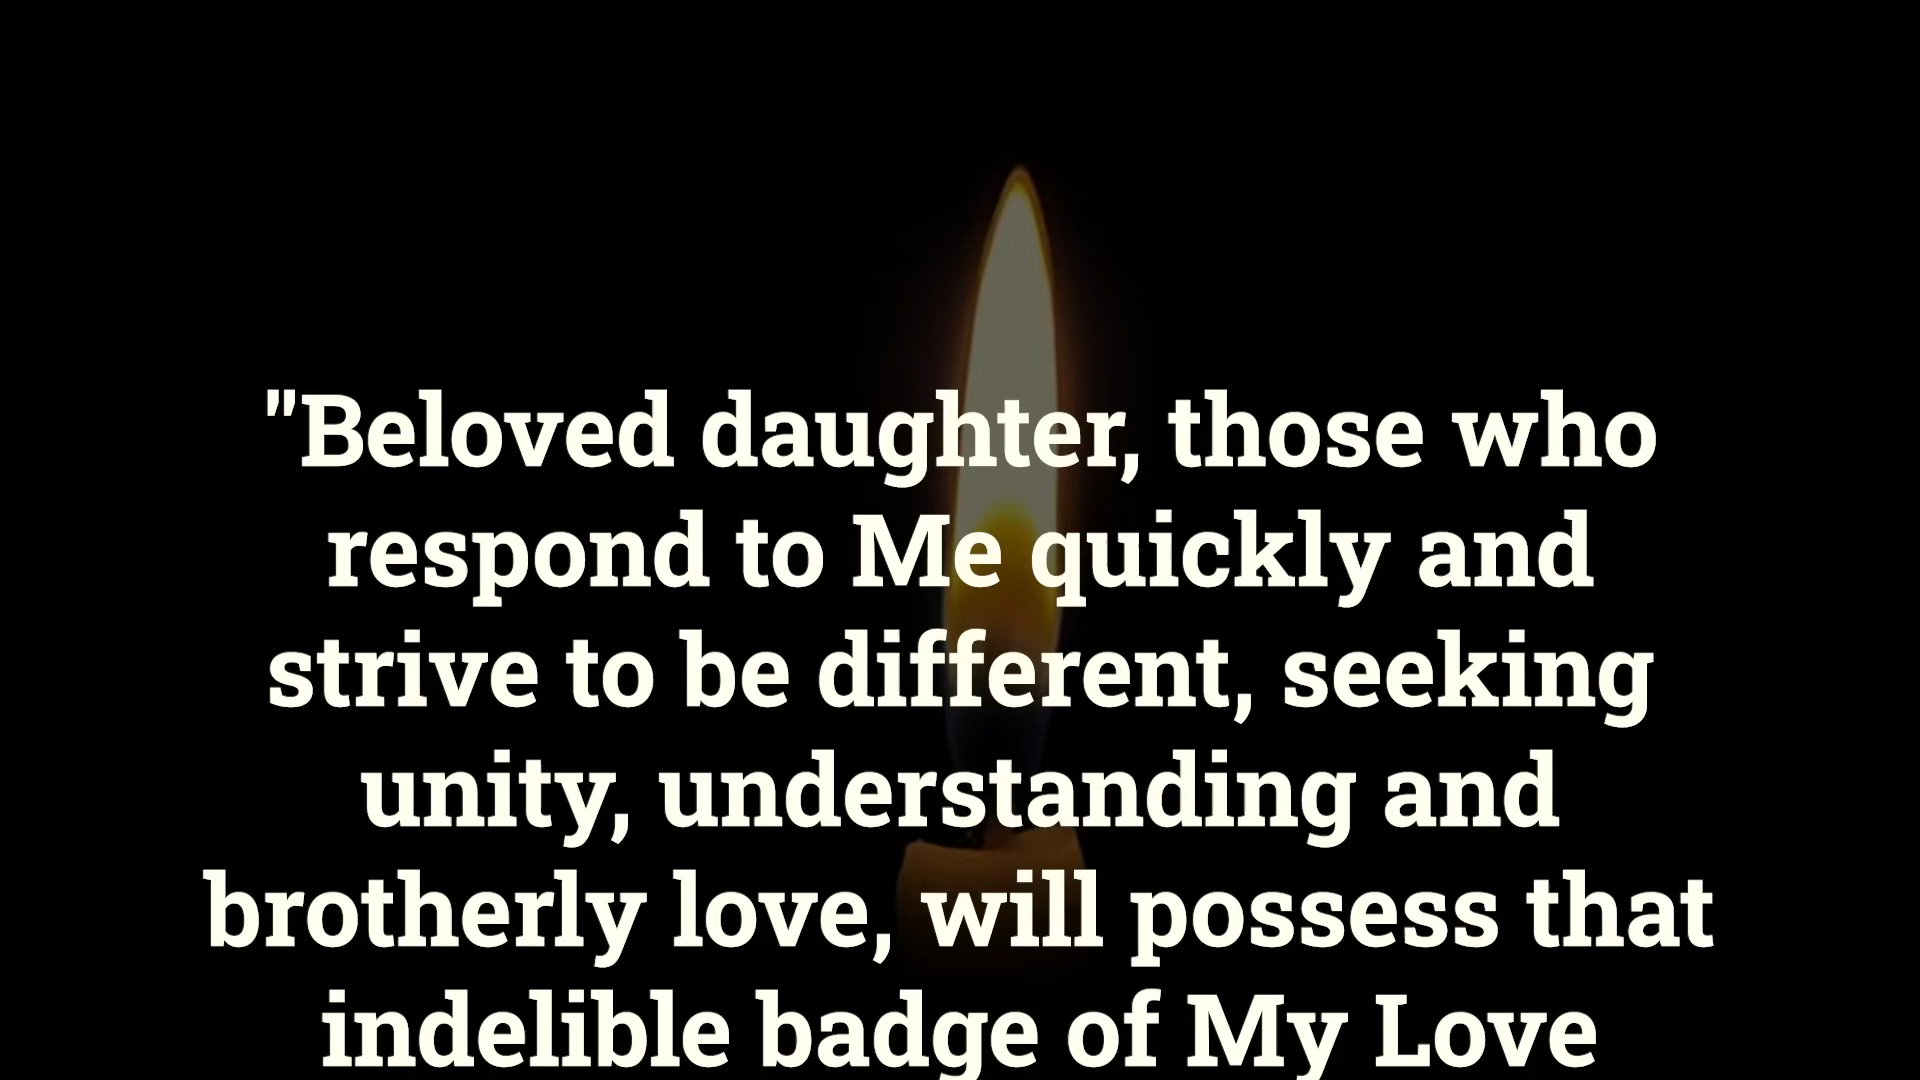 "Beloved daughter, those who
respond to Me quickly and
strive to be different, seeking
unity, understanding and
brotherly love, will possess that
indelible badge of My Love